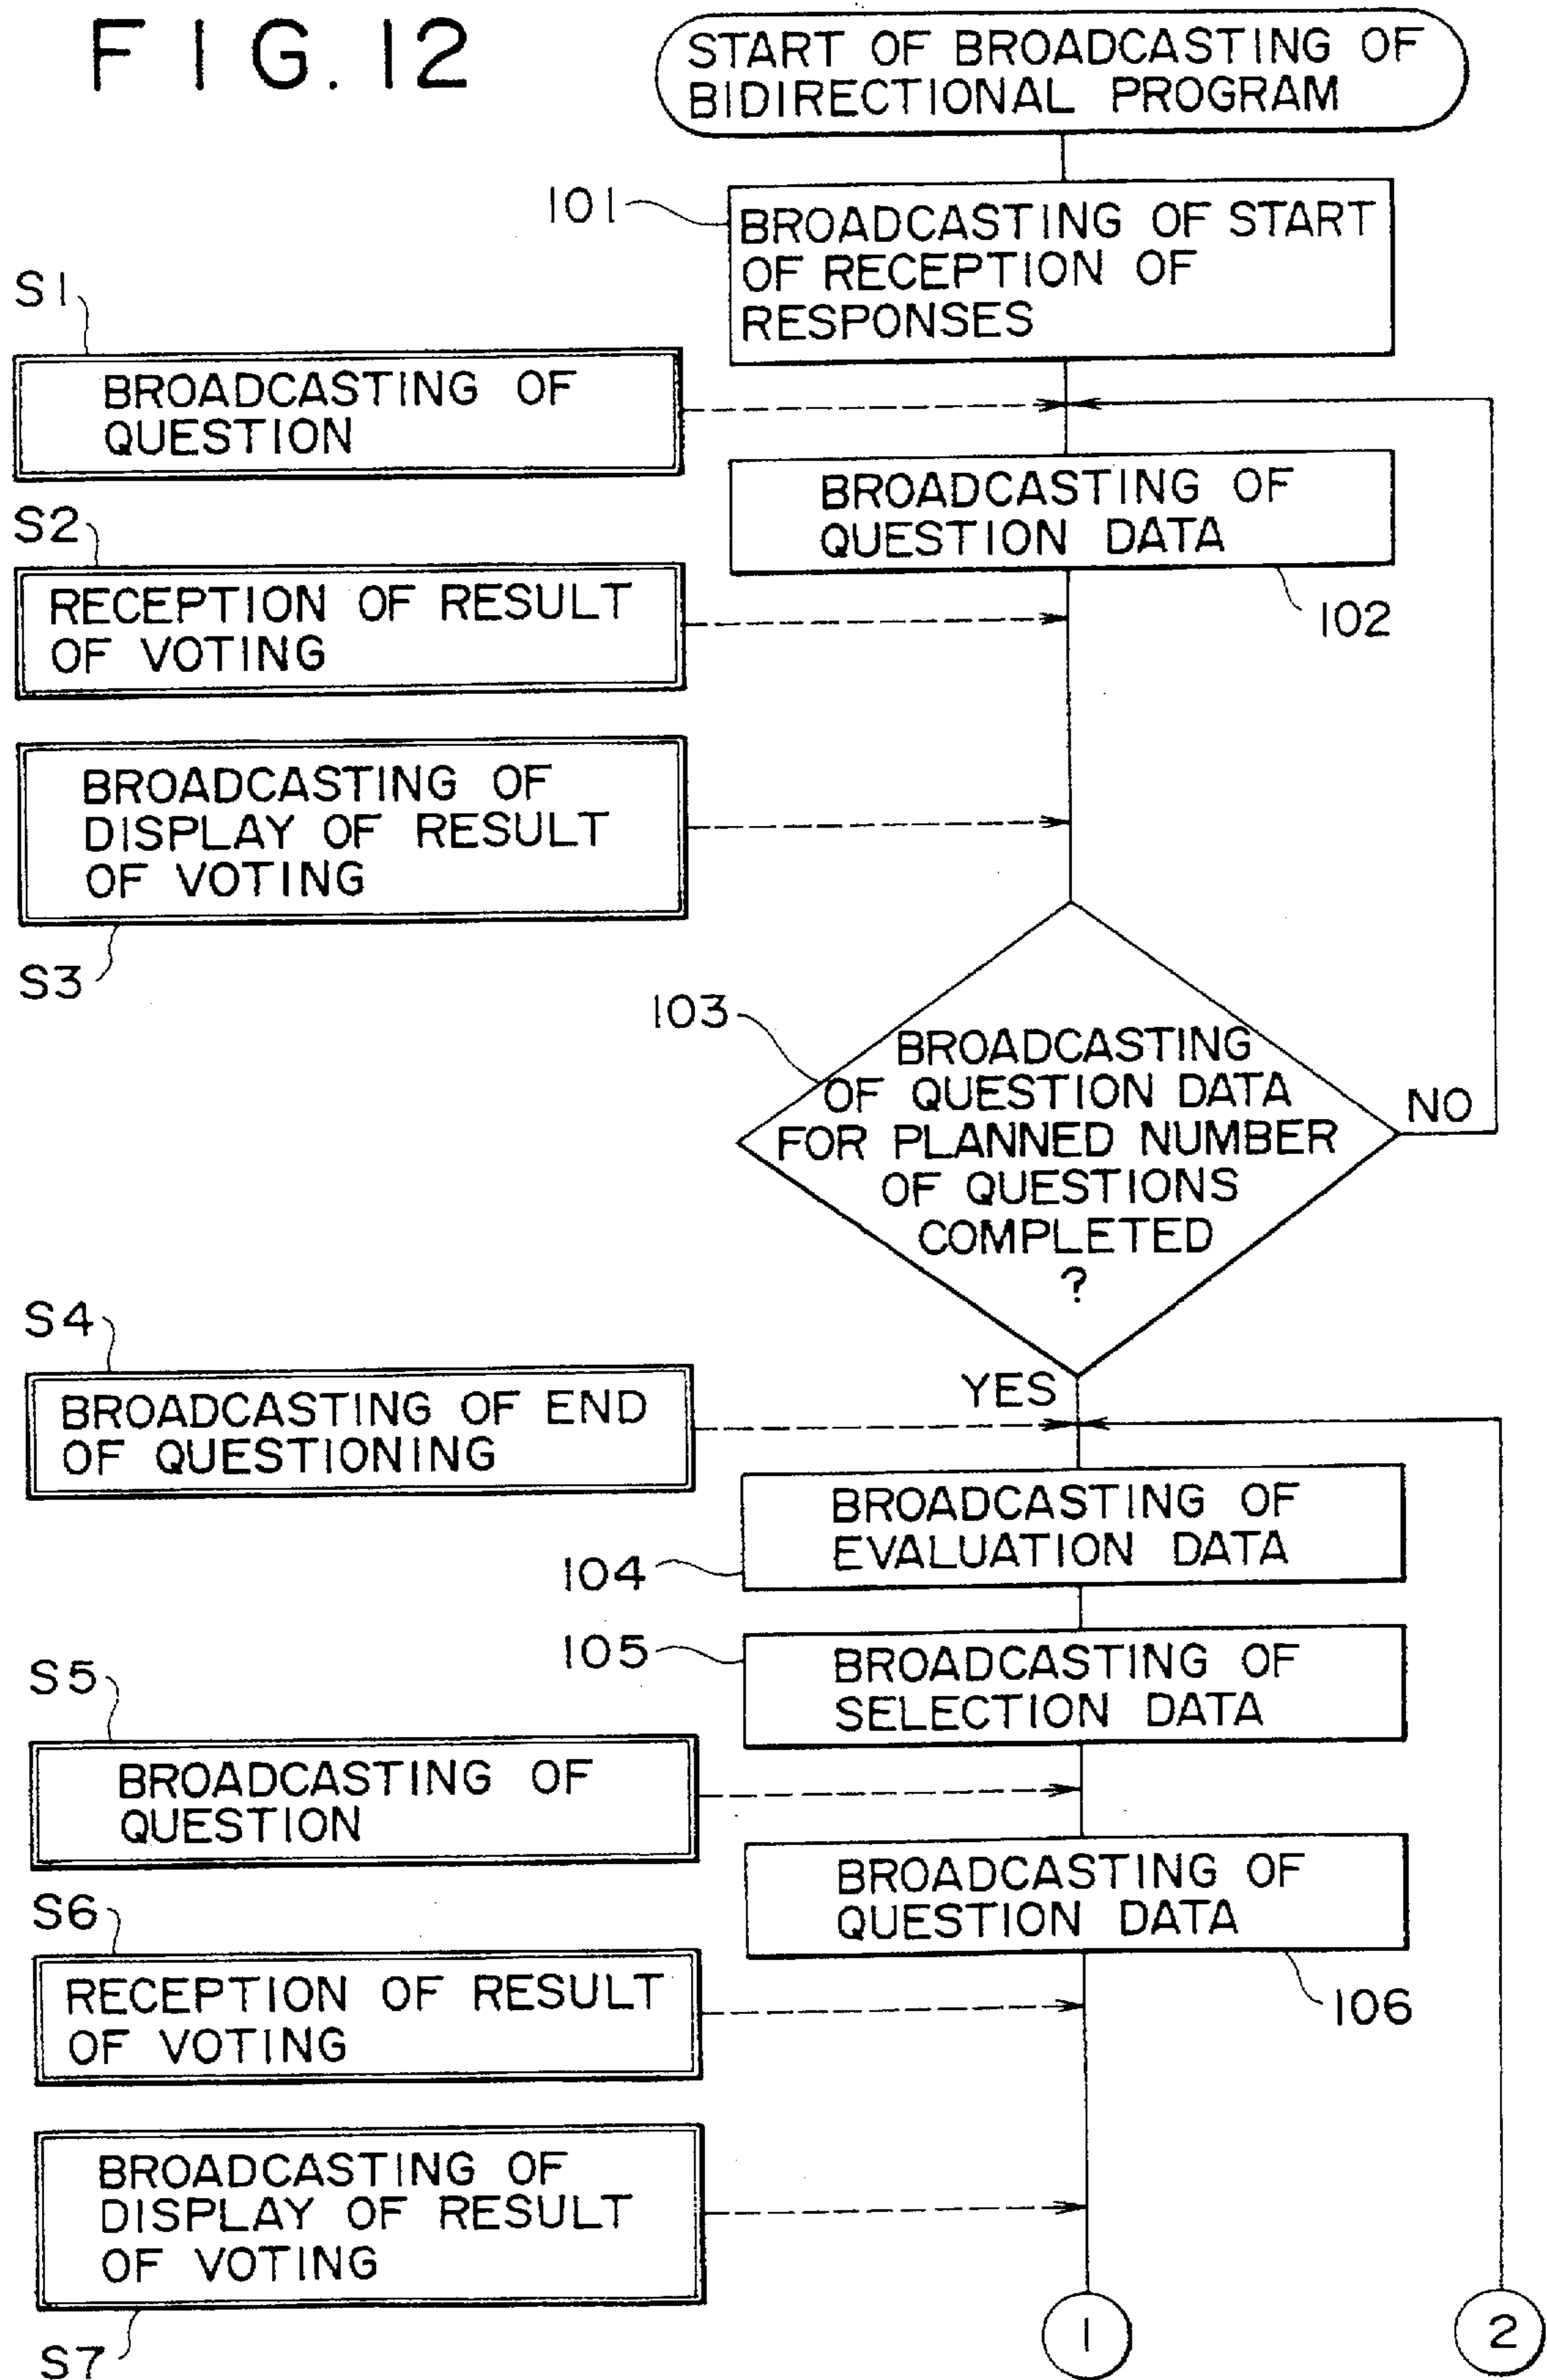 FIG. 12
START OF BROADCASTING OF
BIDIRECTIONAL PROGRAM
101
BROADCASTING OF START
OF RECEPTION OF
RESPONSES
S1
BROADCASTING OF
QUESTION
BROADCASTING OF
QUESTION DATA
102
S2
RECEPTION OF RESULT
OF VOTING
BROADCASTING OF
DISPLAY OF RESULT
OF VOTING
S3
103
BROADCASTING
OF QUESTION DATA
FOR PLANNED NUMBER
OF QUESTIONS
COMPLETED
?
NO
YES
S4
BROADCASTING OF END
OF QUESTIONING
BROADCASTING OF
EVALUATION DATA
104
105
BROADCASTING OF
SELECTION DATA
S5
BROADCASTING OF
QUESTION
BROADCASTING OF
QUESTION DATA
106
S6
RECEPTION OF RESULT
OF VOTING
BROADCASTING OF
DISPLAY OF RESULT
OF VOTING
S7
1
2